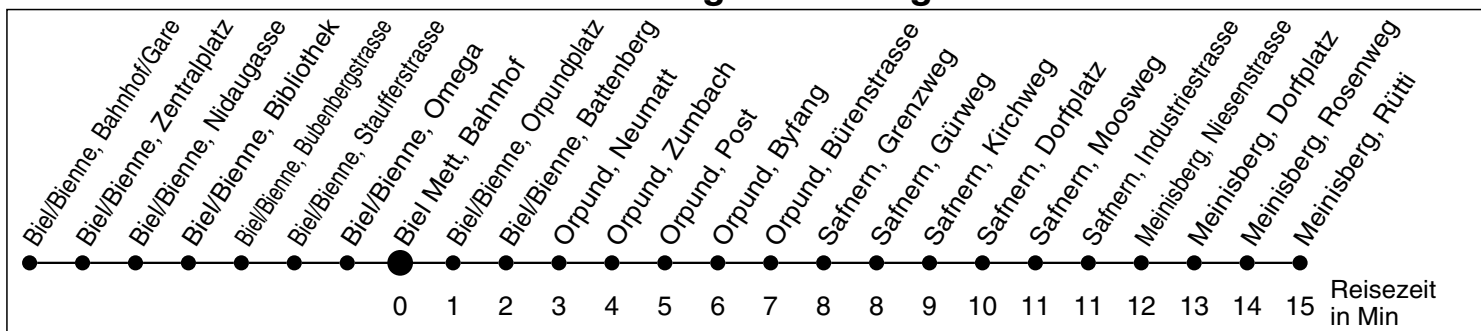 Biel/Bienne, Bahnhof/Gare
Biel/Bienne, Zentralplatz
Biel/Bienne, Nidaugasse
Biel/Bienne, Bibliothek
Biel/Bienne, Bubenbergstrasse
Biel/Bienne, Staufferstrasse
Biel/Bienne, Omega
Biel Mett, Bahnhof
Biel/Bienne, Orpundplatz
Biel/Bienne, Battenberg
Orpund, Neumatt
Orpund, Zumbach
Orpund, Post
Orpund, Byfang
Orpund, Bürenstrasse
Safnern, Grenzweg
Safnern, Gürweg
Safnern, Kirchweg
Safnern, Dorfplatz
Safnern, Moosweg
Safnern, Industriestrasse
Meinisberg, Niesenstrasse
Meinisberg, Dorfplatz
Meinisberg, Rosenweg
Meinisberg, Rütti
0 1 2 3 4 5 6 7 8 8 9 10 11 11 12 13 14 15 Reisezeit
in Min